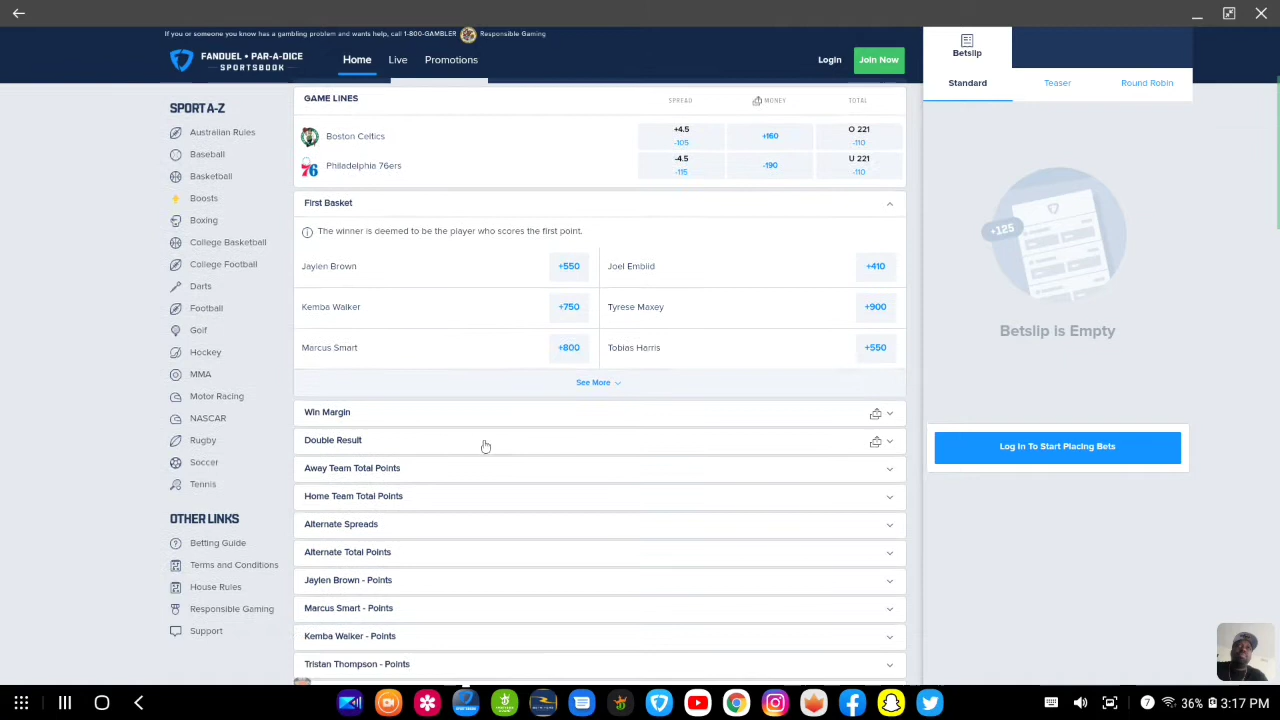 If you or someone you know has a gambling problem and wants help, call 1-800-GAMBLER
Responsible Gaming
FANDUEL · PAR-A-DICE
SPORTSBOOK
Home
Live
Promotions
Login
Join Now
Betslip
Standard
Teaser
Round Robin
SPORT A-Z
Australian Rules
Baseball
Basketball
Boosts
Boxing
College Basketball
College Football
Darts
Football
Golf
Hockey
MMA
Motor Racing
NASCAR
Rugby
Soccer
Tennis
OTHER LINKS
Betting Guide
Terms and Conditions
House Rules
Responsible Gaming
Support
GAME LINES SPREAD MONEY TOTAL
Boston Celtics +4.5 -105 +160 O 221 -110
Philadelphia 76ers -4.5 -115 -190 U 221 -110
First Basket
The winner is deemed to be the player who scores the first point.
Jaylen Brown +550 Joel Embiid +410
Kemba Walker +750 Tyrese Maxey +900
Marcus Smart +800 Tobias Harris +550
See More
Win Margin
Double Result
Away Team Total Points
Home Team Total Points
Alternate Spreads
Alternate Total Points
Jaylen Brown - Points
Marcus Smart - Points
Kemba Walker - Points
Tristan Thompson - Points
+125
Betslip is Empty
Log In To Start Placing Bets
7 36% 3:17 PM